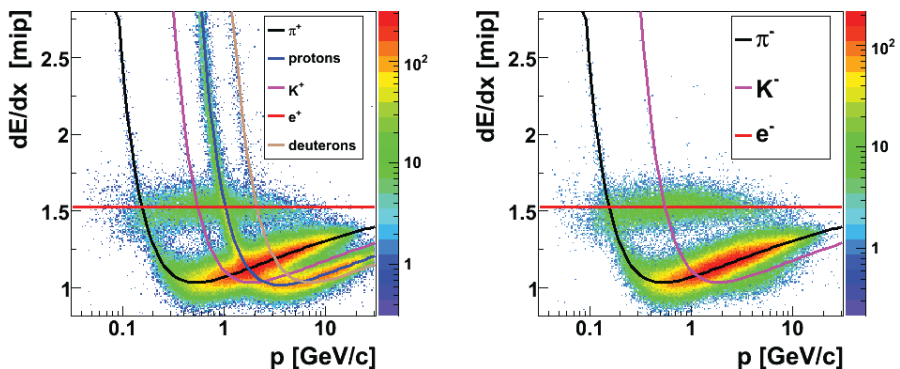 dE/dx [mip]
2.5
2
1.5
1
0.1
1
10
p [GeV/c]
π⁺
protons
K⁺
e⁺
deuterons
10²
10
1
dE/dx [mip]
2.5
2
1.5
1
0.1
1
10
p [GeV/c]
π⁻
K⁻
e⁻
10²
10
1